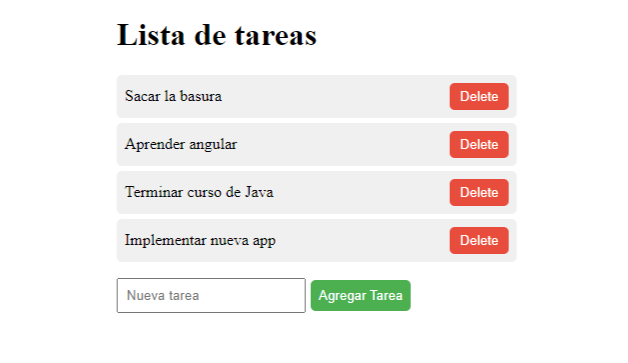 Lista de tareas
Sacar la basura Delete
Aprender angular Delete
Terminar curso de Java Delete
Implementar nueva app Delete
Nueva tarea Agregar Tarea